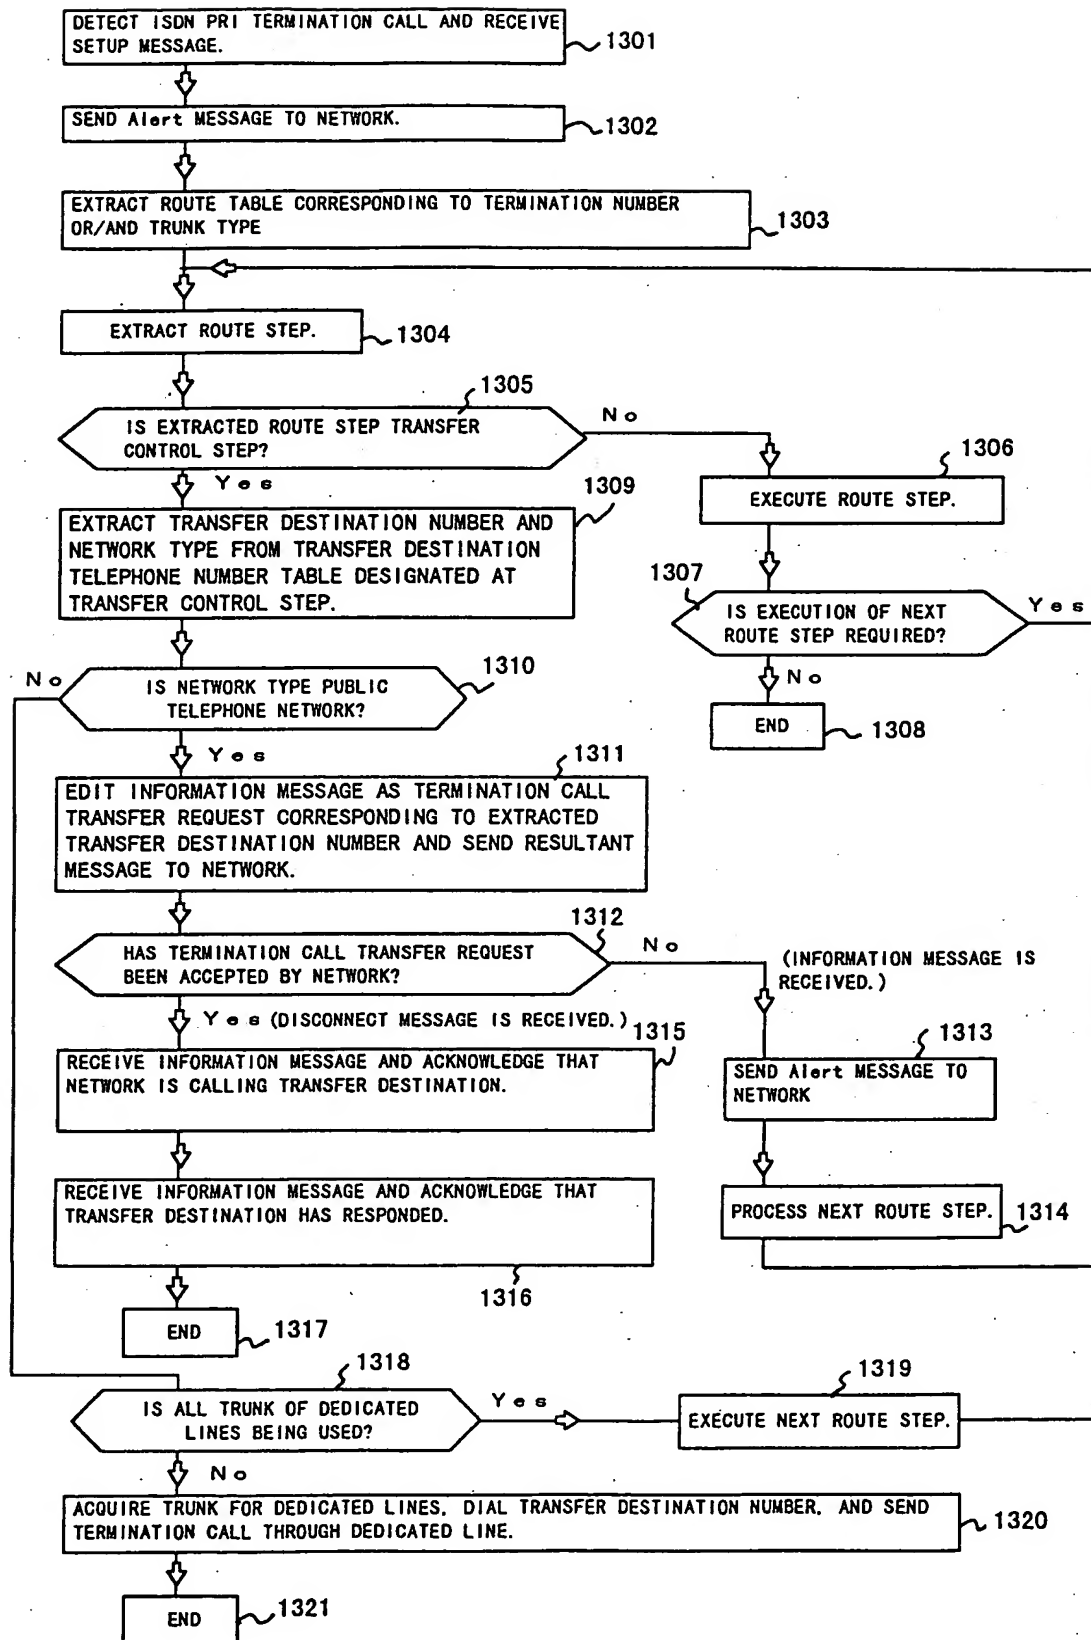 DETECT ISDN PRI TERMINATION CALL AND RECEIVE
SETUP MESSAGE.
1301
SEND Alert MESSAGE TO NETWORK.
1302
EXTRACT ROUTE TABLE CORRESPONDING TO TERMINATION NUMBER
OR/AND TRUNK TYPE
1303
EXTRACT ROUTE STEP.
1304
1305
IS EXTRACTED ROUTE STEP TRANSFER
CONTROL STEP?
No
Yes
1306
EXECUTE ROUTE STEP.
1309
EXTRACT TRANSFER DESTINATION NUMBER AND
NETWORK TYPE FROM TRANSFER DESTINATION
TELEPHONE NUMBER TABLE DESIGNATED AT
TRANSFER CONTROL STEP.
1307
IS EXECUTION OF NEXT
ROUTE STEP REQUIRED?
Yes
No
END
1308
1310
No
IS NETWORK TYPE PUBLIC
TELEPHONE NETWORK?
Yes
1311
EDIT INFORMATION MESSAGE AS TERMINATION CALL
TRANSFER REQUEST CORRESPONDING TO EXTRACTED
TRANSFER DESTINATION NUMBER AND SEND RESULTANT
MESSAGE TO NETWORK.
1312
HAS TERMINATION CALL TRANSFER REQUEST
BEEN ACCEPTED BY NETWORK?
No
(INFORMATION MESSAGE IS
RECEIVED.)
Yes (DISCONNECT MESSAGE IS RECEIVED.)
1315
RECEIVE INFORMATION MESSAGE AND ACKNOWLEDGE THAT
NETWORK IS CALLING TRANSFER DESTINATION.
1313
SEND Alert MESSAGE TO
NETWORK
RECEIVE INFORMATION MESSAGE AND ACKNOWLEDGE THAT
TRANSFER DESTINATION HAS RESPONDED.
1316
PROCESS NEXT ROUTE STEP.
1314
END
1317
1318
IS ALL TRUNK OF DEDICATED
LINES BEING USED?
Yes
1319
EXECUTE NEXT ROUTE STEP.
No
ACQUIRE TRUNK FOR DEDICATED LINES, DIAL TRANSFER DESTINATION NUMBER, AND SEND
TERMINATION CALL THROUGH DEDICATED LINE.
1320
END
1321